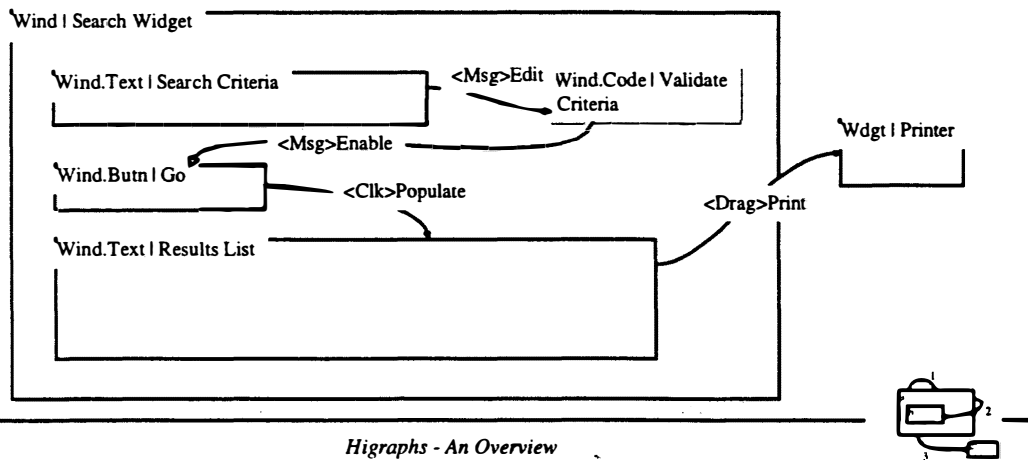 Wind | Search Widget
Wind.Text | Search Criteria
<Msg>Edit
Wind.Code | Validate
Criteria
<Msg>Enable
Wdgt | Printer
Wind.Butn | Go
<Clk>Populate
<Drag>Print
Wind.Text | Results List
1
2
3
Higraphs - An Overview